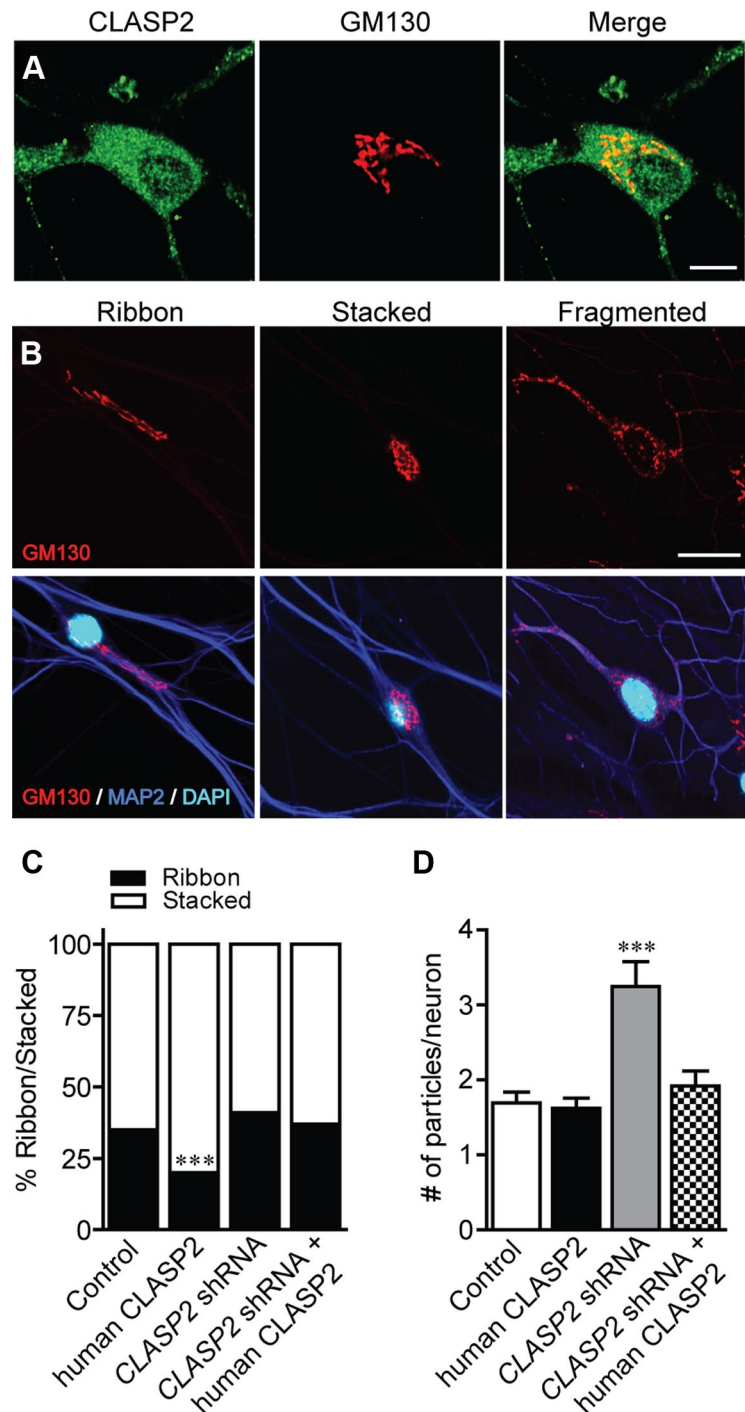 CLASP2 GM130 Merge
A
Ribbon Stacked Fragmented
B
GM130
GM130 / MAP2 / DAPI
C
Ribbon
Stacked
100
75
50
25
0
% Ribbon/Stacked
***
Control
human CLASP2
CLASP2 shRNA
CLASP2 shRNA +
human CLASP2
D
4
3
2
1
0
# of particles/neuron
***
Control
human CLASP2
CLASP2 shRNA
CLASP2 shRNA +
human CLASP2